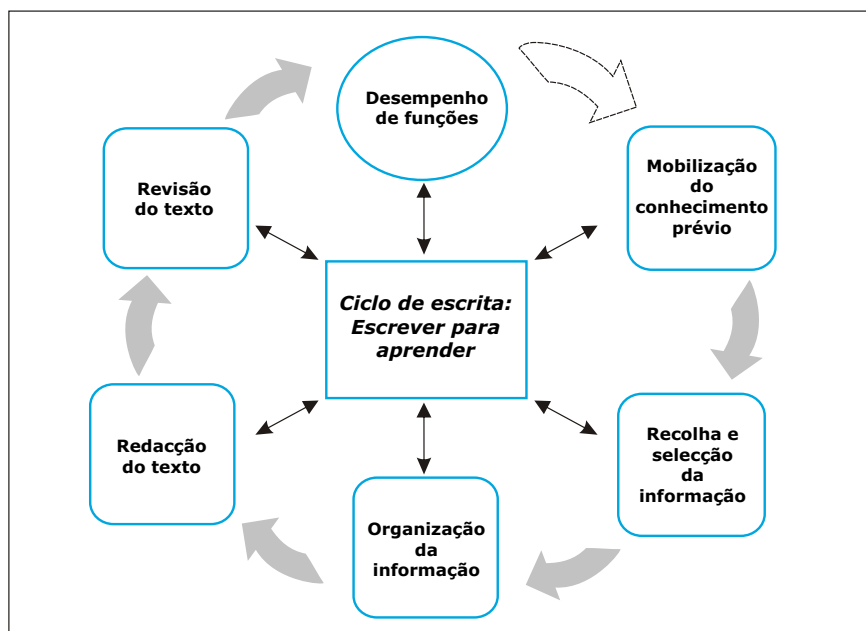 Desempenho
de funções
Mobilização
do
conhecimento
prévio
Recolha e
selecção
da
informação
Organização
da
informação
Redacção
do texto
Revisão
do texto
Ciclo de escrita:
Escrever para
aprender